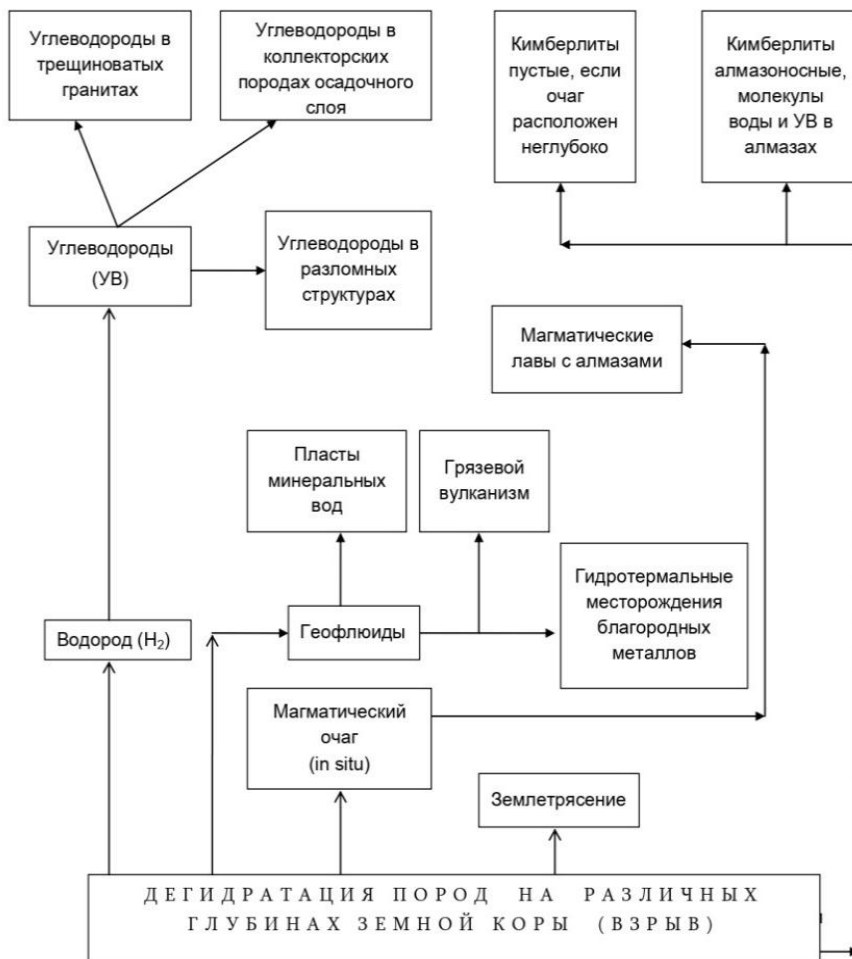 Углеводороды в
трещиноватых
гранитах
Углеводороды в
коллекторских
породах осадочного
слоя
Кимберлиты
пустые, если
очаг
расположен
неглубоко
Кимберлиты
алмазоносные,
молекулы
воды и УВ в
алмазах
Углеводороды
(УВ)
Углеводороды в
разломных
структурах
Магматические
лавы с алмазами
Пласты
минеральных
вод
Грязевой
вулканизм
Водород (H₂)
Геофлюиды
Гидротермальные
месторождения
благородных
металлов
Магматический
очаг
(in situ)
Землетрясение
ДЕГИДРАТАЦИЯ ПОРОД НА РАЗЛИЧНЫХ
ГЛУБИНАХ ЗЕМНОЙ КОРЫ (ВЗРЫВ)